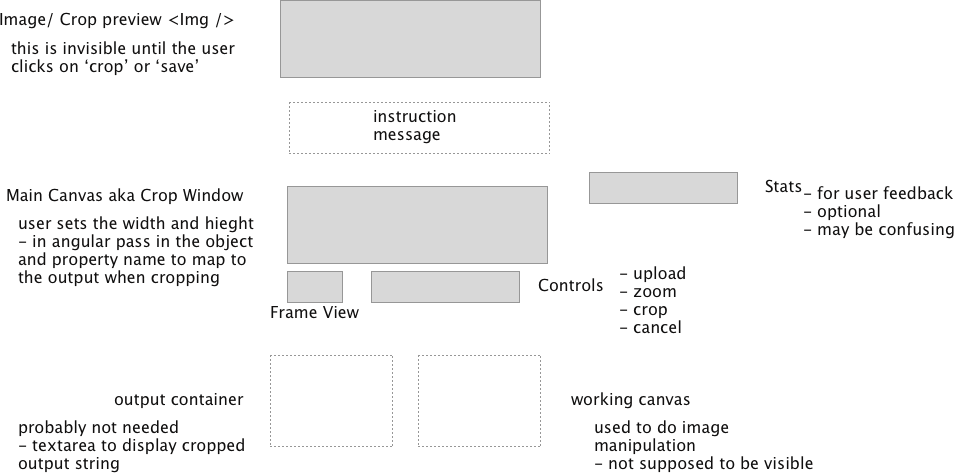 Image/ Crop preview <Img />
this is invisible until the user
clicks on ‘crop’ or ‘save’
instruction
message
Main Canvas aka Crop Window
user sets the width and hieght
– in angular pass in the object
and property name to map to
the output when cropping
Stats
– for user feedback
– optional
– may be confusing
Frame View
Controls
– upload
– zoom
– crop
– cancel
output container
probably not needed
– textarea to display cropped
output string
working canvas
used to do image
manipulation
– not supposed to be visible